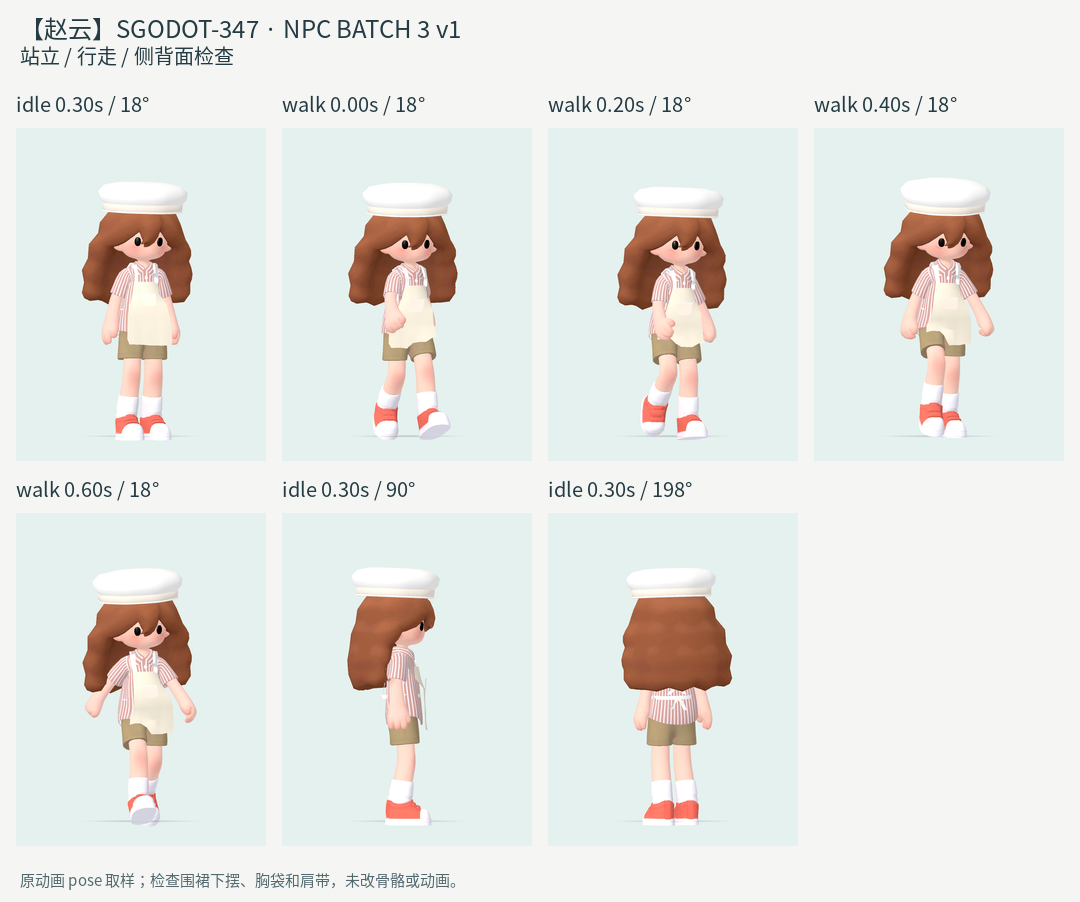 【赵云】SGODOT-347 · NPC BATCH 3 v1
站立 / 行走 / 侧背面检查
idle 0.30s / 18°
walk 0.00s / 18°
walk 0.20s / 18°
walk 0.40s / 18°
walk 0.60s / 18°
idle 0.30s / 90°
idle 0.30s / 198°
原动画 pose 取样；检查围裙下摆、胸袋和肩带，未改骨骼或动画。